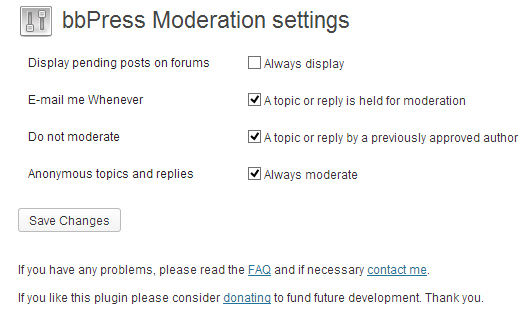 bbPress Moderation settings
Display pending posts on forums Always display
E-mail me Whenever A topic or reply is held for moderation
Do not moderate A topic or reply by a previously approved author
Anonymous topics and replies Always moderate
Save Changes
If you have any problems, please read the FAQ and if necessary contact me.
If you like this plugin please consider donating to fund future development. Thank you.